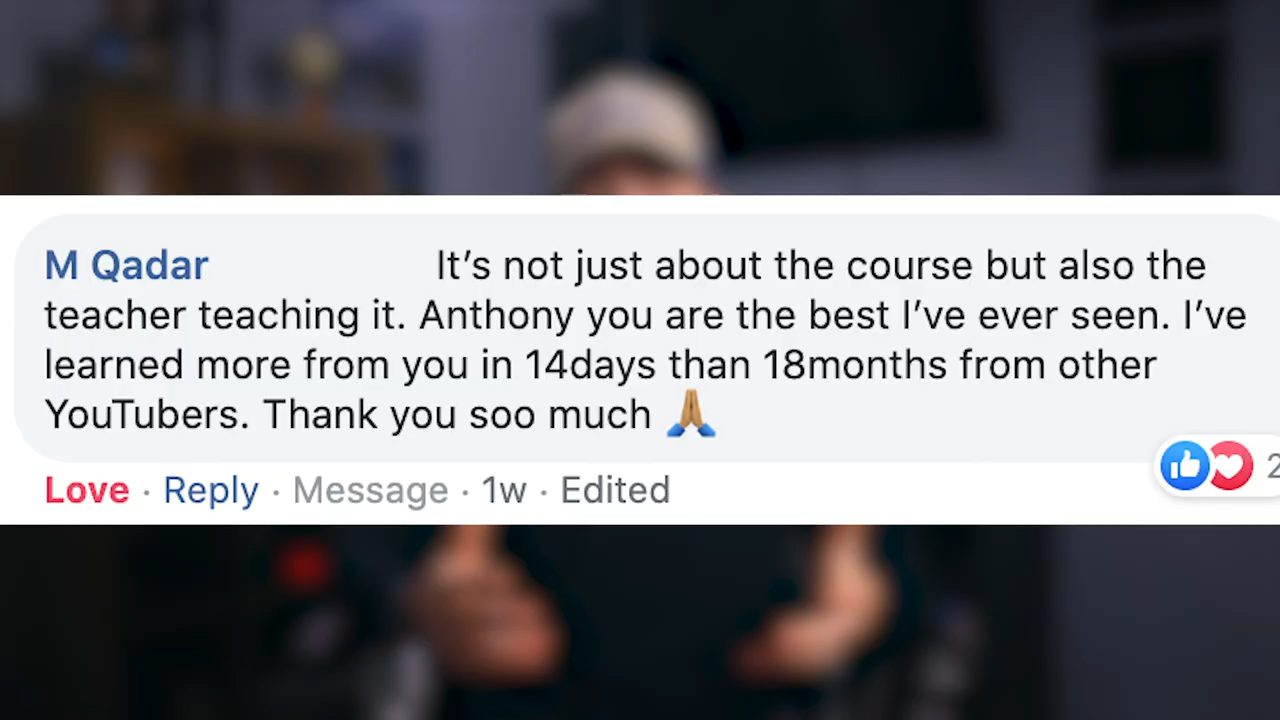 M Qadar It’s not just about the course but also the
teacher teaching it. Anthony you are the best I’ve ever seen. I’ve
learned more from you in 14days than 18months from other
YouTubers. Thank you soo much 🙏🏽
Love · Reply · Message · 1w · Edited
2